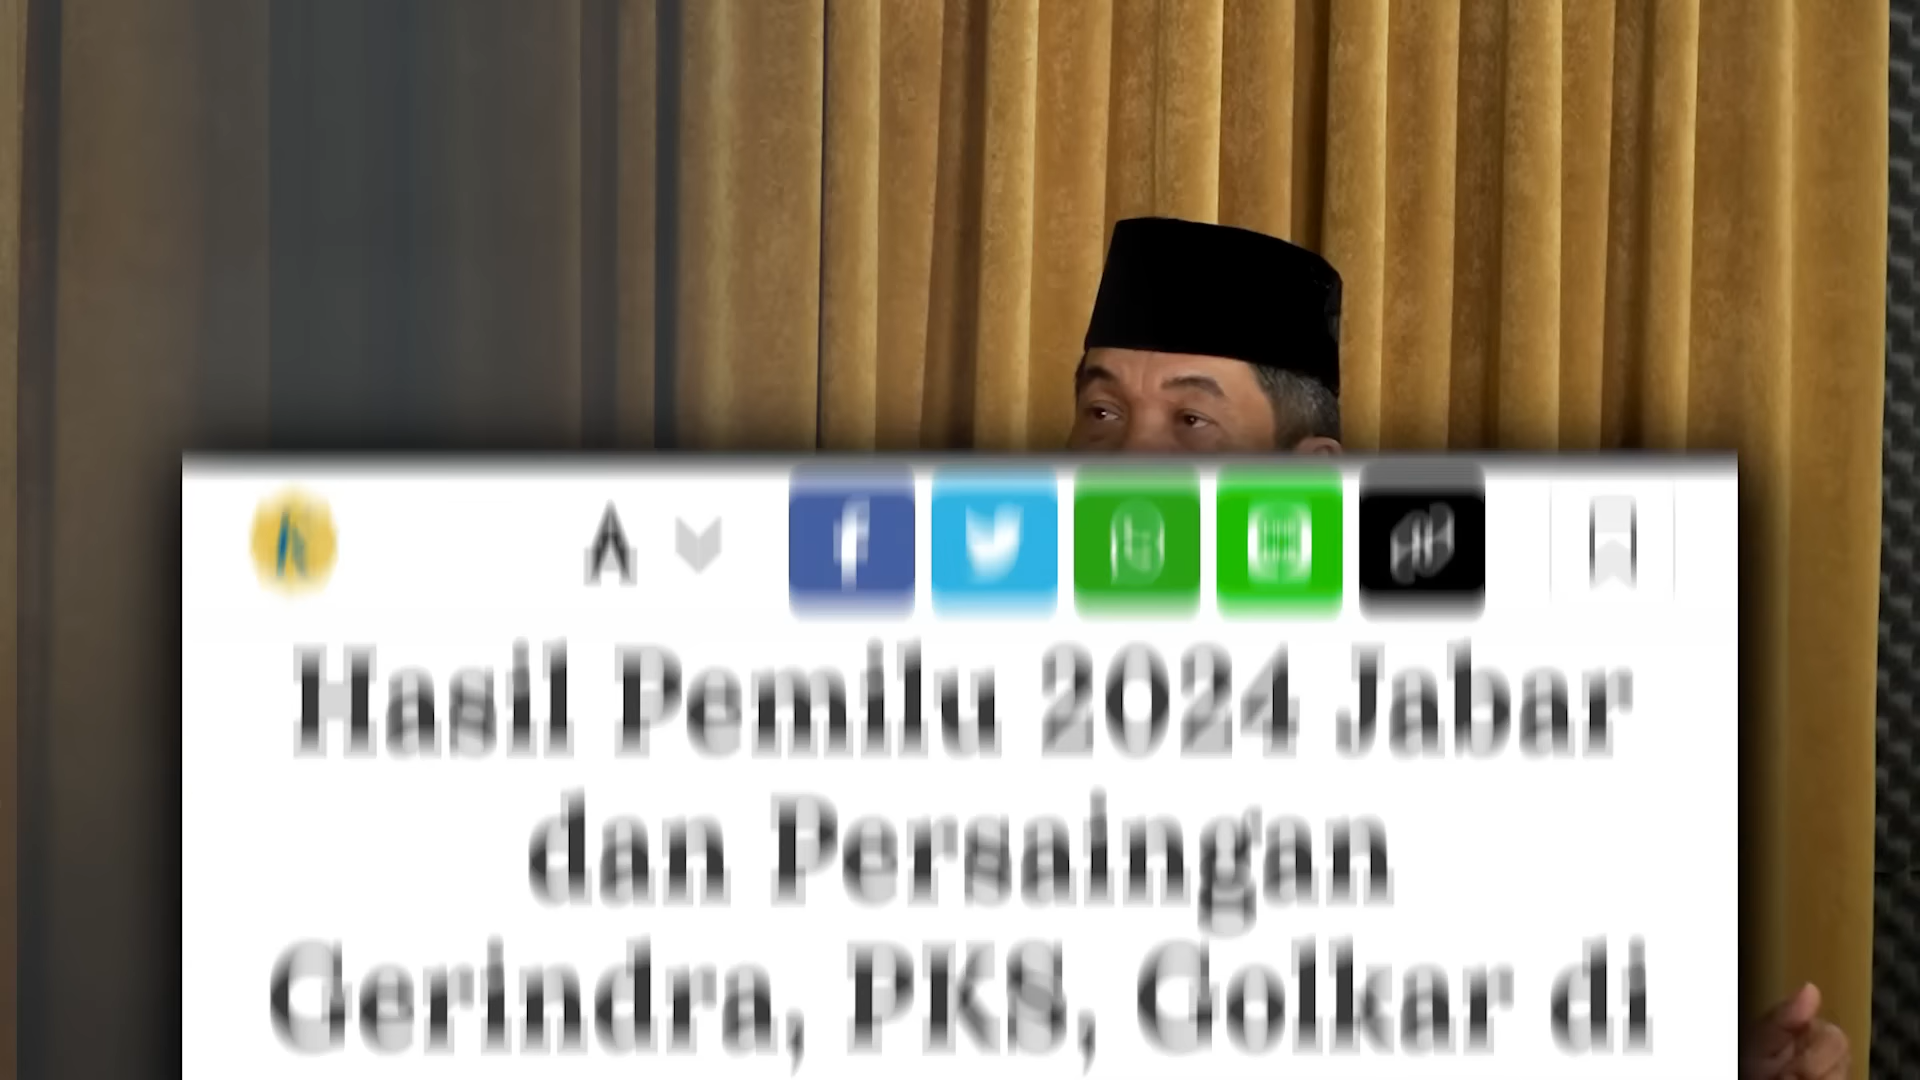 Hasil Pemilu 2024 Jabar
dan Persaingan
Gerindra, PKS, Golkar di